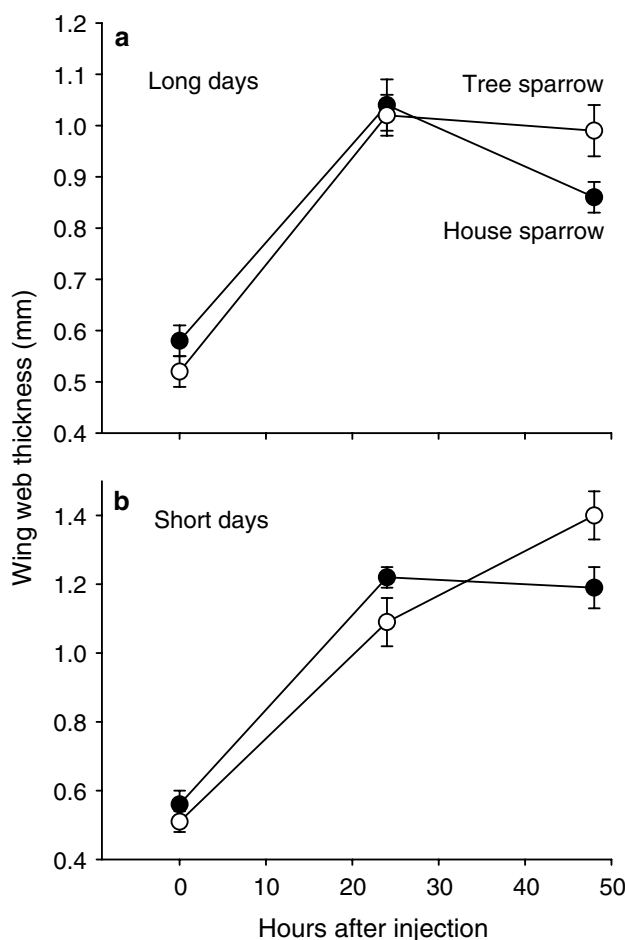 a
Long days
Tree sparrow
House sparrow
1.2
1.1
1.0
0.9
0.8
0.7
0.6
0.5
0.4
Wing web thickness (mm)
b
Short days
1.4
1.2
1.0
0.8
0.6
0.4
0 10 20 30 40 50
Hours after injection